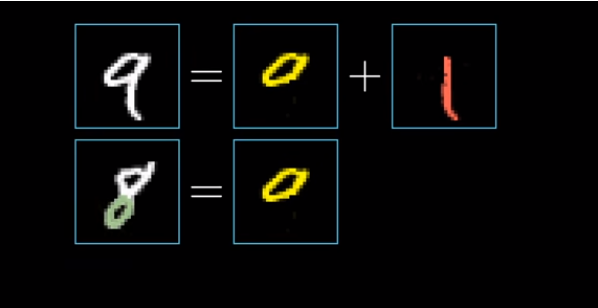 9 = 0 + 1
8 = 0